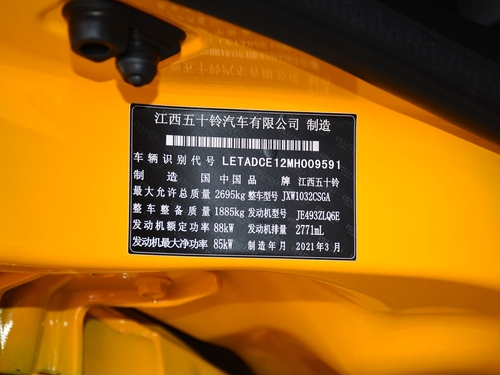 江西五十铃汽车有限公司 制造
车辆识别代号 LETADCE12MH009591
制造国 中国 品牌 江西五十铃
最大允许总质量 2695kg 整车型号 JXW1032CSGA
整车整备质量 1885kg 发动机型号 JE493ZLQ6E
发动机额定功率 88kW 发动机排量 2771mL
发动机最大净功率 85kW 制造年月 2021年3月